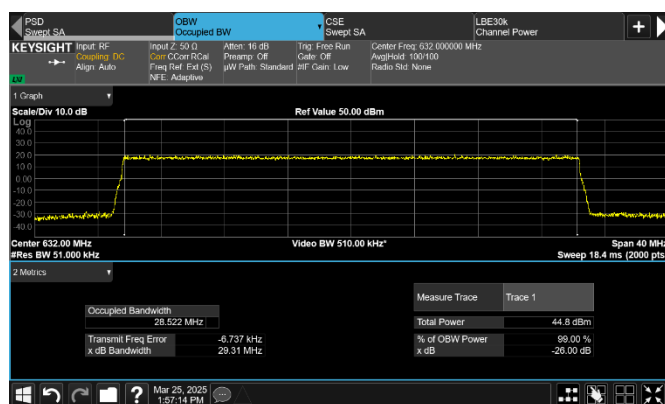 PSD
Swept SA
OBW
Occupied BW
CSE
Swept SA
LBE30k
Channel Power
KEYSIGHT
Input: RF
Coupling: DC
Align: Auto
Input Z: 50 Ω
Corr CCorr RCal
Freq Ref: Ext (S)
NFE: Adaptive
Atten: 16 dB
Preamp: Off
µW Path: Standard
Trig: Free Run
Gate: Off
#IF Gain: Low
Center Freq: 632.000000 MHz
Avg|Hold: 100/100
Radio Std: None
LXI
1 Graph
Scale/Div 10.0 dB
Ref Value 50.00 dBm
Log
40.0
30.0
20.0
10.0
0.00
-10.0
-20.0
-30.0
-40.0
Center 632.00 MHz
Video BW 510.00 kHz*
Span 40 MHz
#Res BW 51.000 kHz
Sweep 18.4 ms (2000 pts
2 Metrics
Measure Trace Trace 1
Occupied Bandwidth
28.522 MHz
Total Power 44.8 dBm
Transmit Freq Error -6.737 kHz
% of OBW Power 99.00 %
x dB Bandwidth 29.31 MHz
x dB -26.00 dB
?
Mar 25, 2025
1:57:14 PM